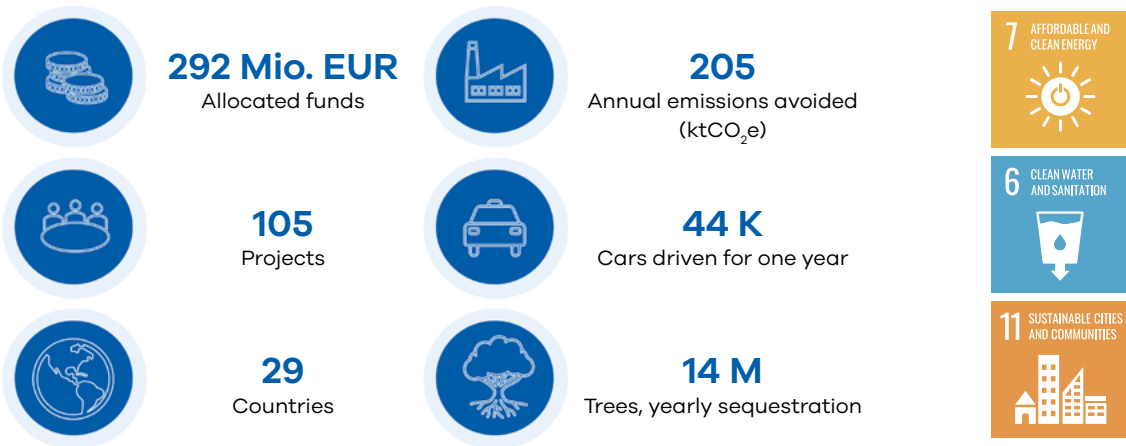 292 Mio. EUR
Allocated funds
205
Annual emissions avoided
(ktCO₂e)
105
Projects
44 K
Cars driven for one year
29
Countries
14 M
Trees, yearly sequestration
7 AFFORDABLE AND
CLEAN ENERGY
6 CLEAN WATER
AND SANITATION
11 SUSTAINABLE CITIES
AND COMMUNITIES